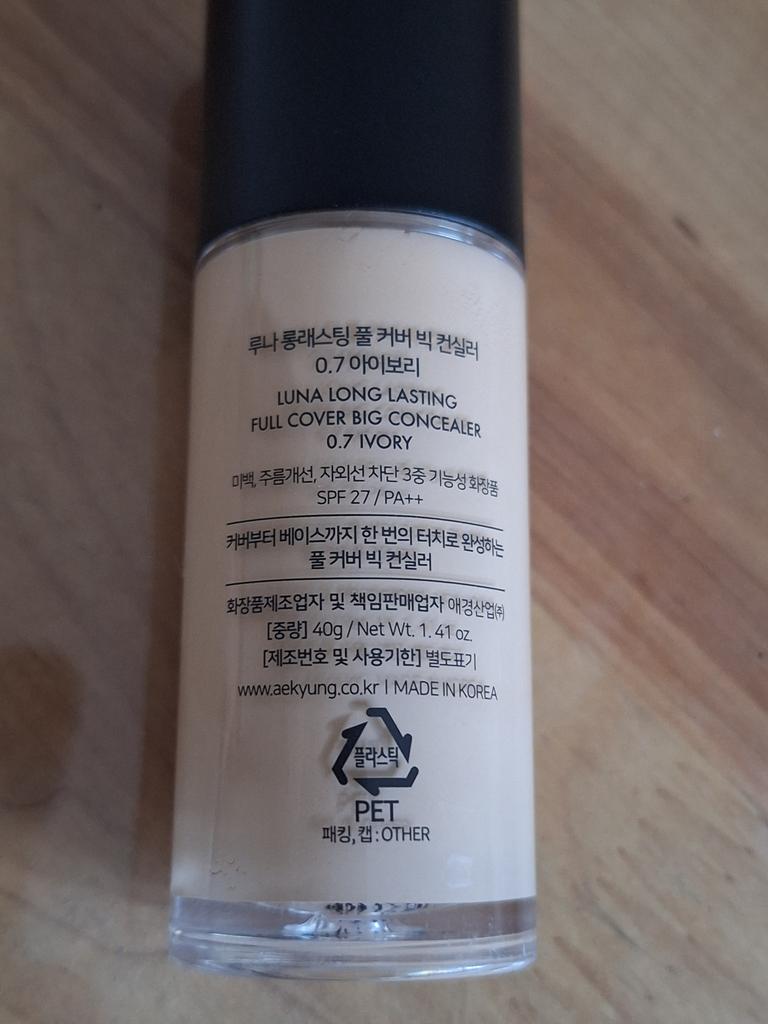 루나 롱래스팅 풀 커버 빅 컨실러
0.7 아이보리
LUNA LONG LASTING
FULL COVER BIG CONCEALER
0.7 IVORY
미백, 주름개선, 자외선 차단 3중 기능성 화장품
SPF 27 / PA++
커버부터 베이스까지 한 번의 터치로 완성하는
풀 커버 빅 컨실러
화장품제조업자 및 책임판매업자 애경산업㈜
[중량] 40g / Net Wt. 1. 41 oz.
[제조번호 및 사용기한] 별도표기
www.aekyung.co.kr l MADE IN KOREA
플라스틱
PET
패킹, 캡 : OTHER